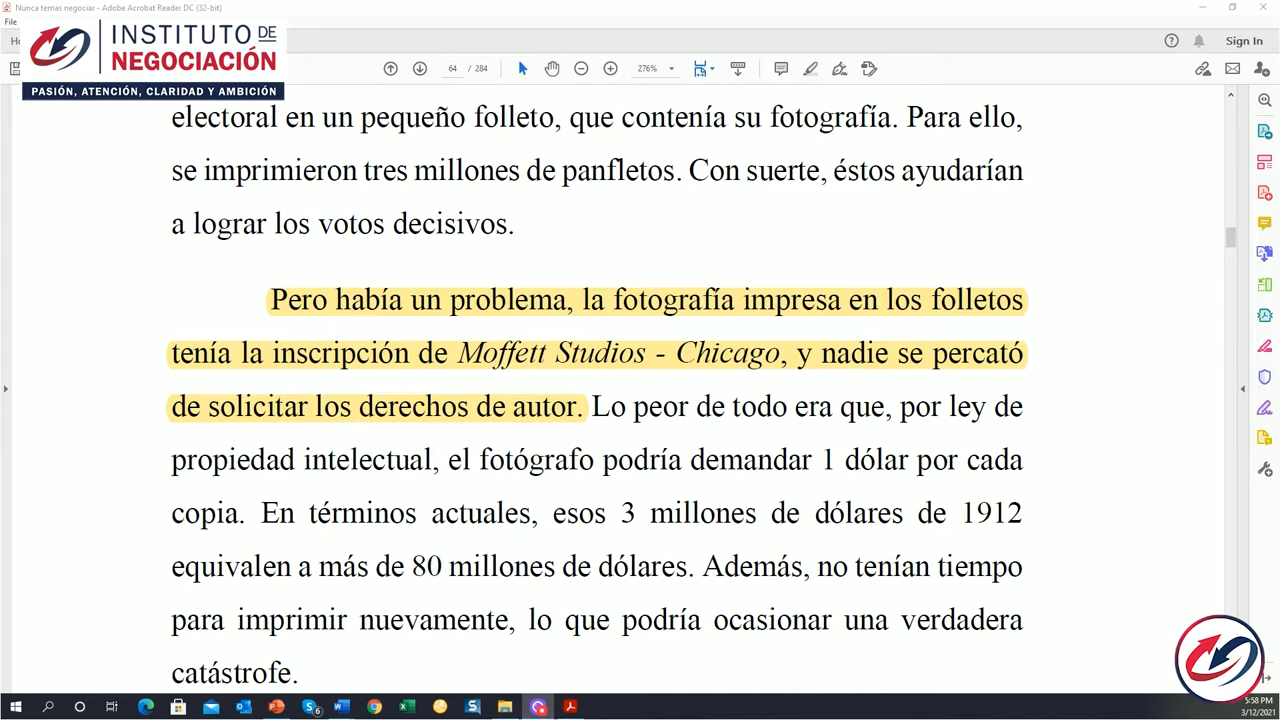 Nunca temas negociar - Adobe Acrobat Reader DC (32-bit)
File
INSTITUTO DE
NEGOCIACIÓN
PASIÓN, ATENCIÓN, CLARIDAD Y AMBICIÓN
64 / 284
276%
Sign In
electoral en un pequeño folleto, que contenía su fotografía. Para ello,
se imprimieron tres millones de panfletos. Con suerte, éstos ayudarían
a lograr los votos decisivos.
Pero había un problema, la fotografía impresa en los folletos
tenía la inscripción de Moffett Studios - Chicago, y nadie se percató
de solicitar los derechos de autor. Lo peor de todo era que, por ley de
propiedad intelectual, el fotógrafo podría demandar 1 dólar por cada
copia. En términos actuales, esos 3 millones de dólares de 1912
equivalen a más de 80 millones de dólares. Además, no tenían tiempo
para imprimir nuevamente, lo que podría ocasionar una verdadera
catástrofe.
5:58 PM
3/12/2021